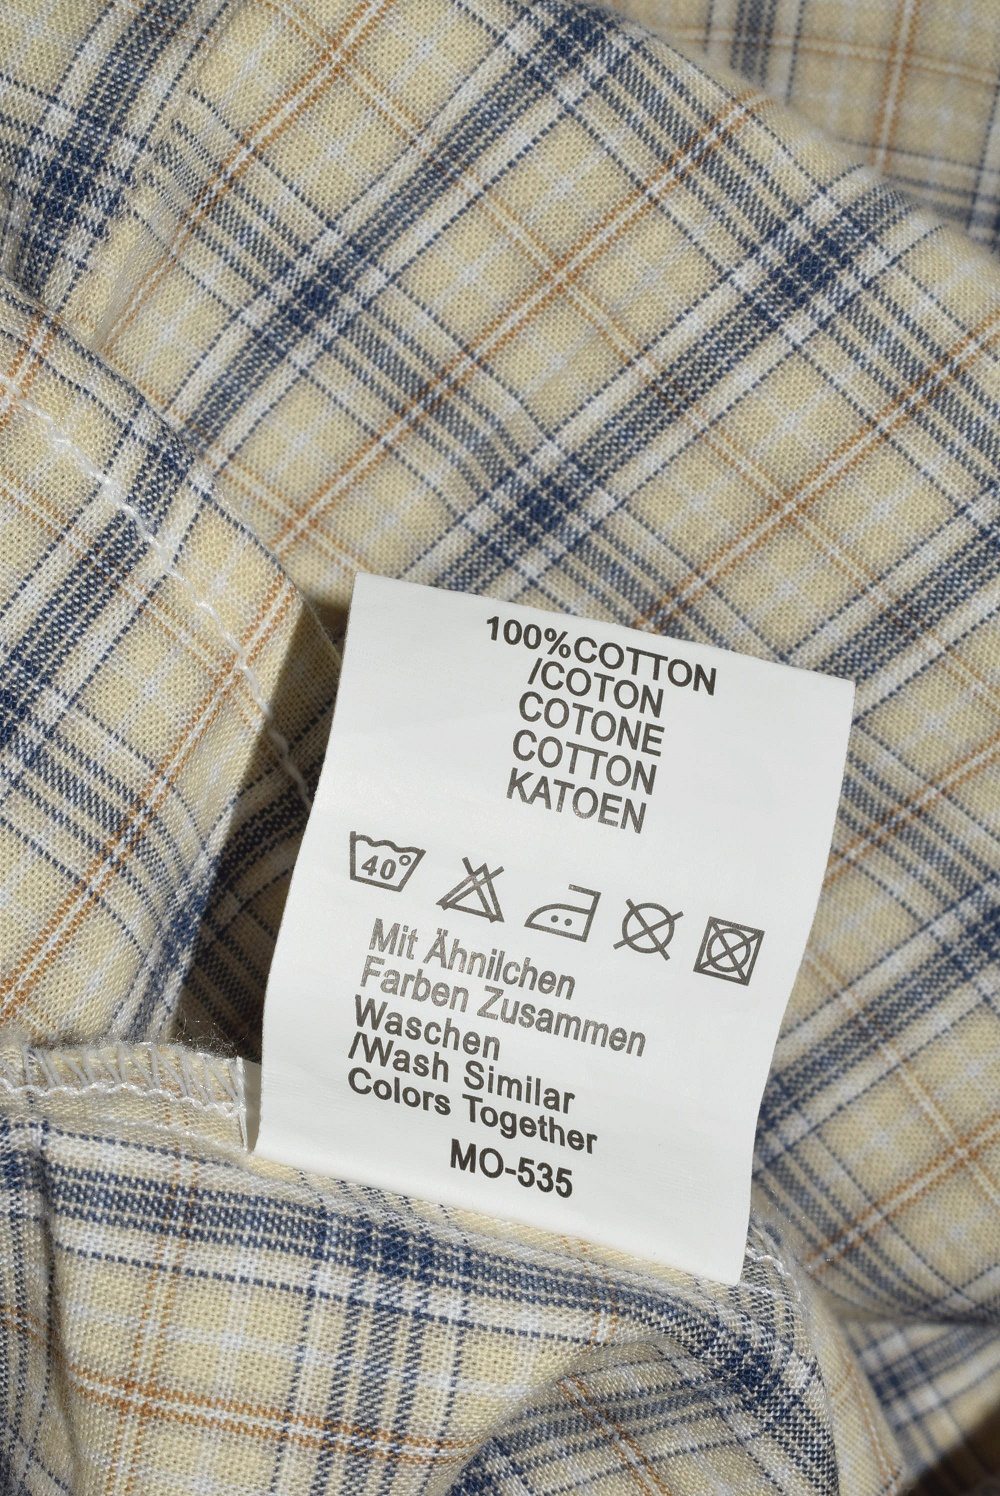 100%COTTON
/COTON
COTONE
COTTON
KATOEN
40°
Mit Ähnilchen
Farben Zusammen
Waschen
/Wash Similar
Colors Together
MO-535